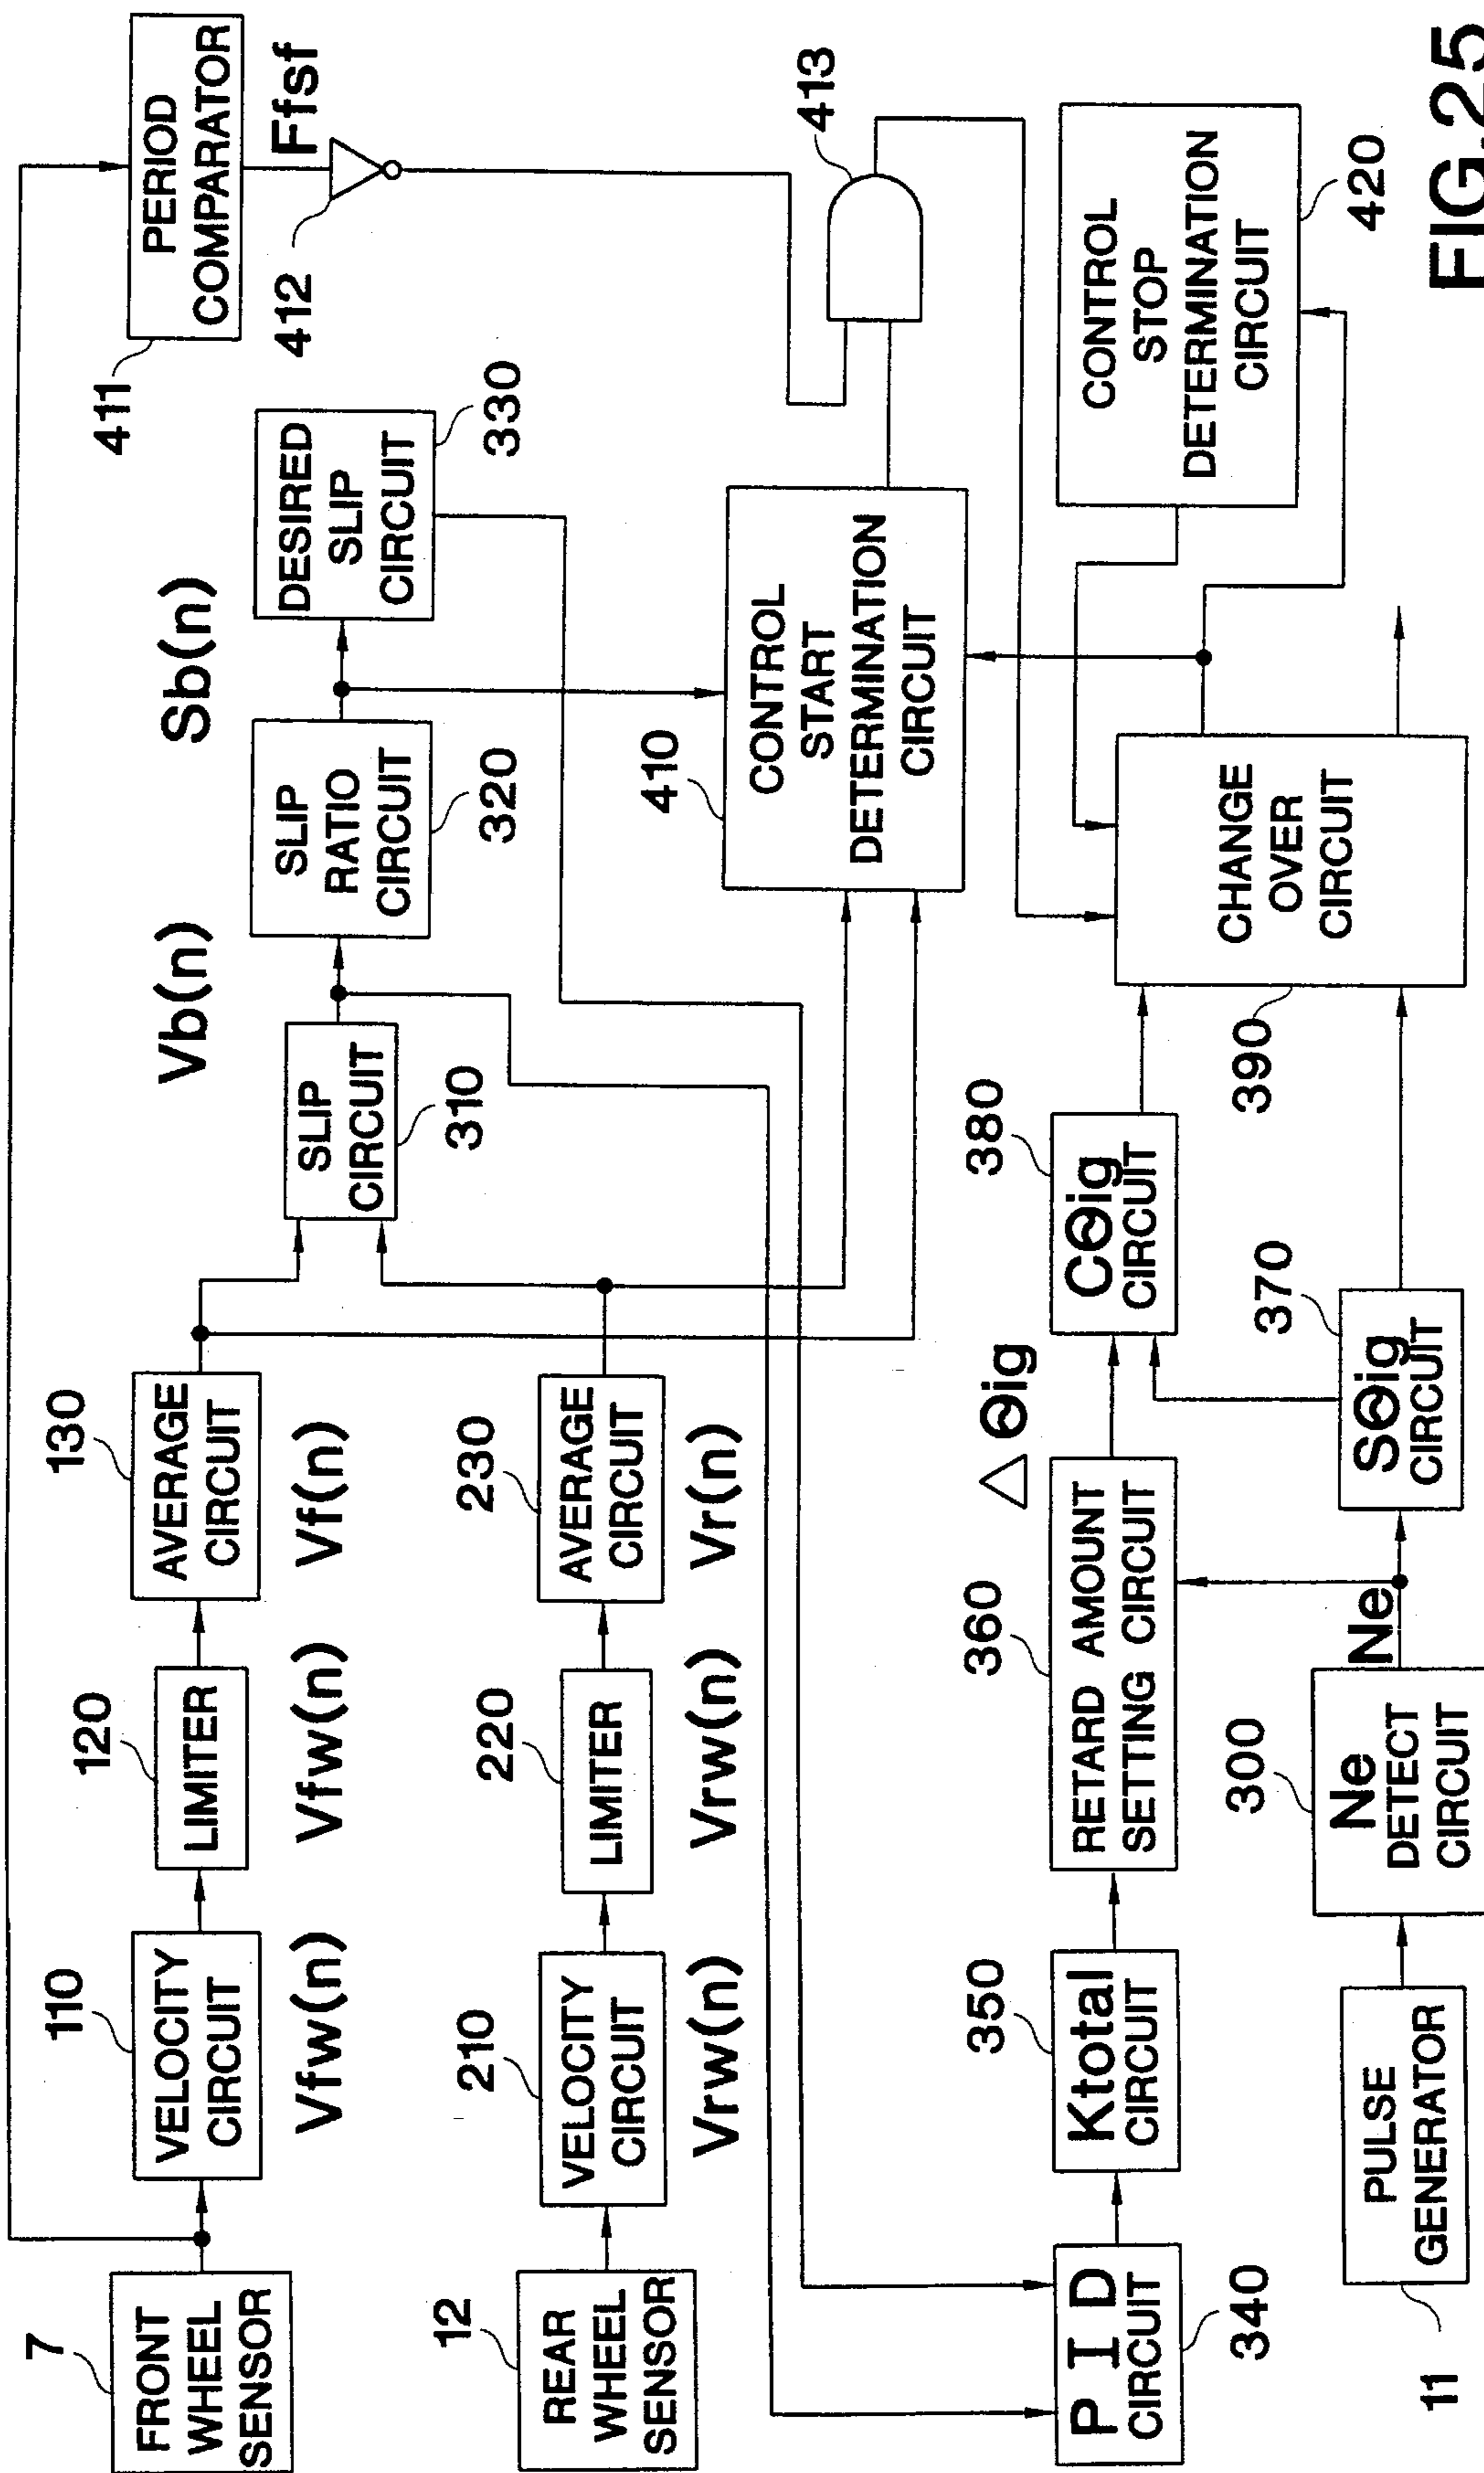 7
FRONT
WHEEL
SENSOR
110
VELOCITY
CIRCUIT
Vfw(n)
120
LIMITER
Vfw(n)
130
AVERAGE
CIRCUIT
Vf(n)
12
REAR
WHEEL
SENSOR
210
VELOCITY
CIRCUIT
Vrw(n)
220
LIMITER
Vrw(n)
230
AVERAGE
CIRCUIT
Vr(n)
Vb(n)
SLIP
CIRCUIT
310
Sb(n)
SLIP
RATIO
CIRCUIT
320
DESIRED
SLIP
CIRCUIT
330
411
PERIOD
COMPARATOR
Ffsf
412
413
410
CONTROL
START
DETERMINATION
CIRCUIT
CONTROL
STOP
DETERMINATION
CIRCUIT
420
P I D
CIRCUIT
340
350
Ktotal
CIRCUIT
360
RETARD AMOUNT
SETTING CIRCUIT
△ Θig
380
CΘig
CIRCUIT
390
CHANGE
OVER
CIRCUIT
11
PULSE
GENERATOR
300
Ne
DETECT
CIRCUIT
Ne
370
SΘig
CIRCUIT
FIG.25